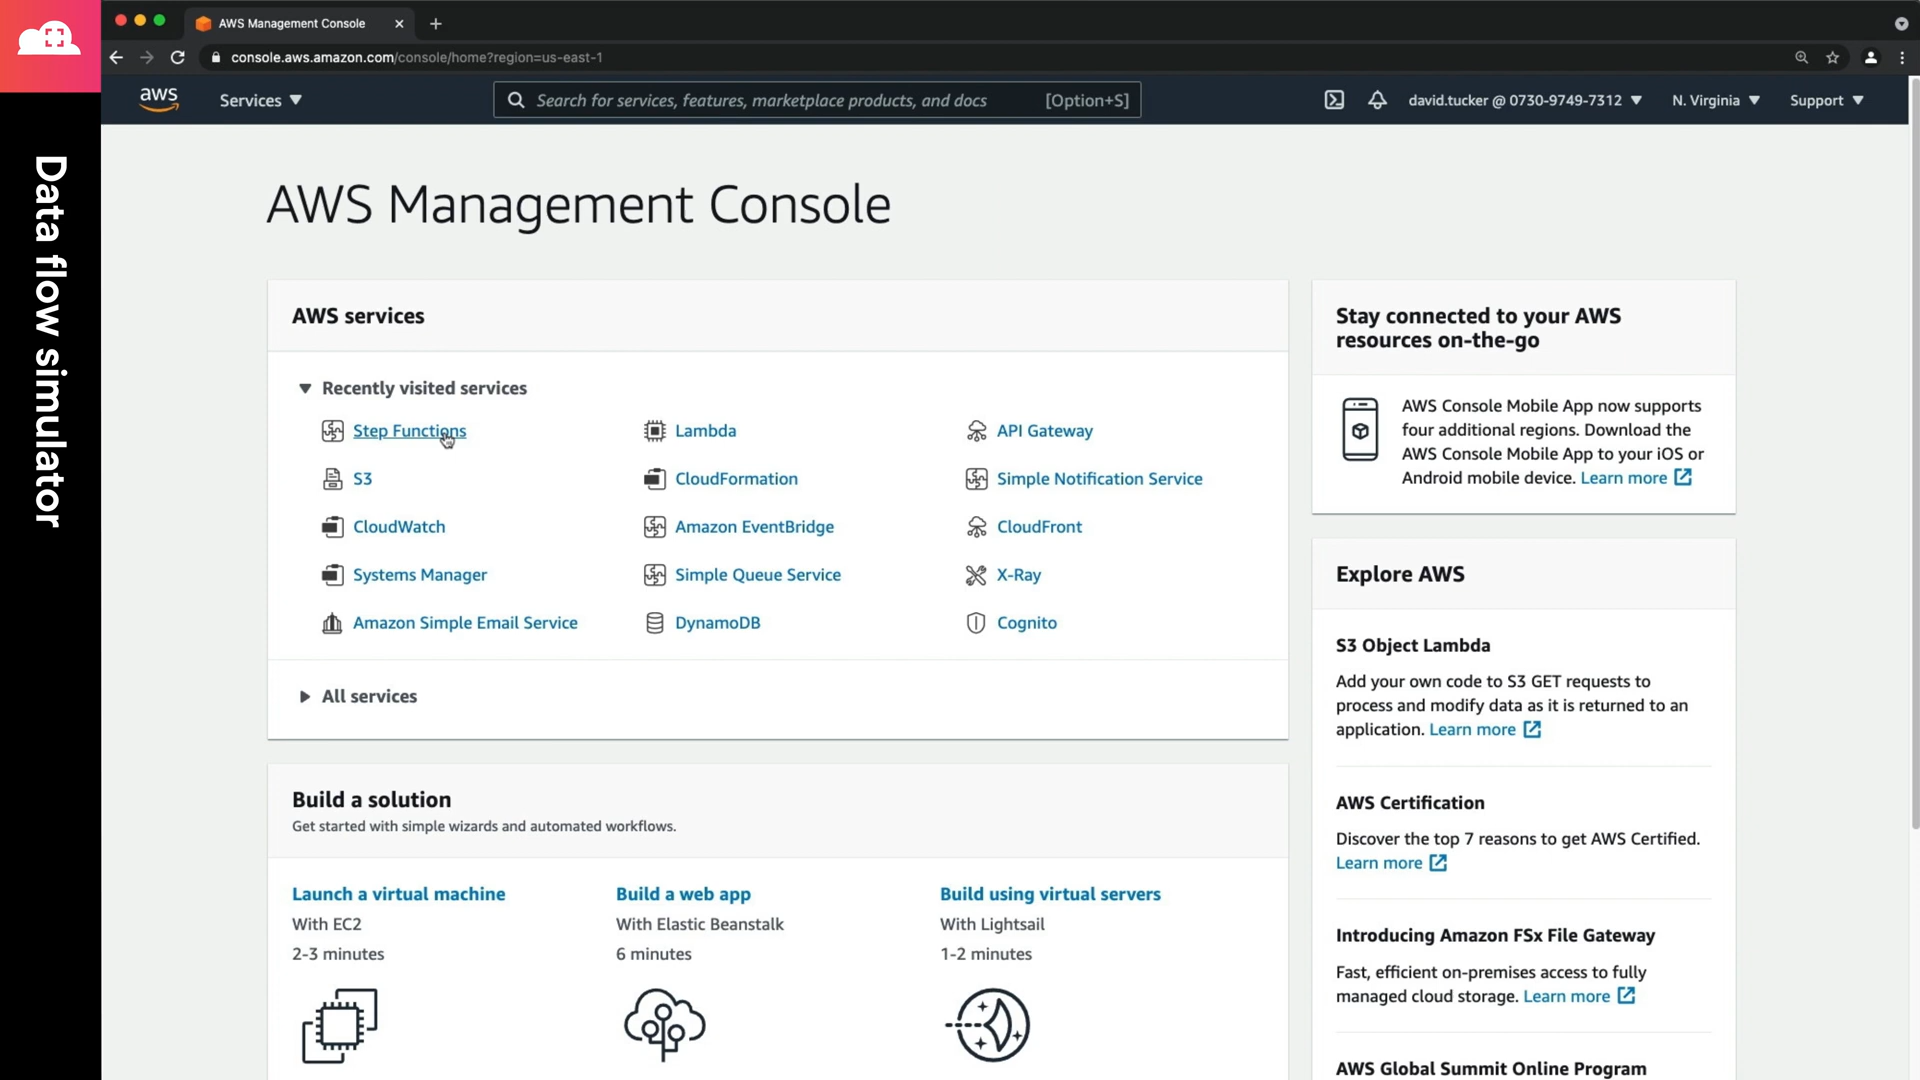 Data flow simulator
AWS Management Console
console.aws.amazon.com/console/home?region=us-east-1
aws
Services
Search for services, features, marketplace products, and docs
[Option+S]
david.tucker @ 0730-9749-7312
N. Virginia
Support
AWS Management Console
AWS services
Recently visited services
Step Functions
Lambda
API Gateway
S3
CloudFormation
Simple Notification Service
CloudWatch
Amazon EventBridge
CloudFront
Systems Manager
Simple Queue Service
X-Ray
Amazon Simple Email Service
DynamoDB
Cognito
All services
Build a solution
Get started with simple wizards and automated workflows.
Launch a virtual machine
With EC2
2-3 minutes
Build a web app
With Elastic Beanstalk
6 minutes
Build using virtual servers
With Lightsail
1-2 minutes
Stay connected to your AWS
resources on-the-go
AWS Console Mobile App now supports
four additional regions. Download the
AWS Console Mobile App to your iOS or
Android mobile device. Learn more
Explore AWS
S3 Object Lambda
Add your own code to S3 GET requests to
process and modify data as it is returned to an
application. Learn more
AWS Certification
Discover the top 7 reasons to get AWS Certified.
Learn more
Introducing Amazon FSx File Gateway
Fast, efficient on-premises access to fully
managed cloud storage. Learn more
AWS Global Summit Online Program